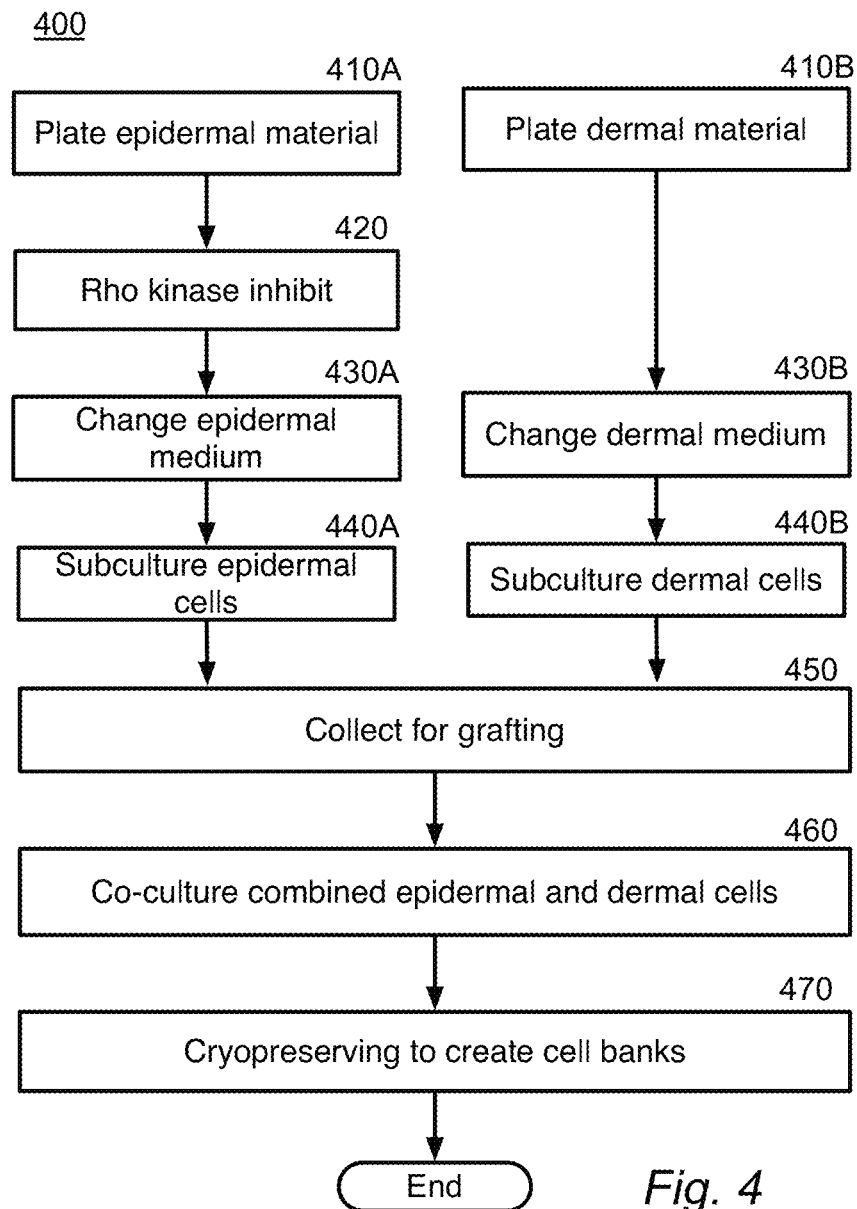 400
410A
410B
Plate epidermal material
Plate dermal material
420
Rho kinase inhibit
430A
430B
Change epidermal
medium
Change dermal medium
440A
440B
Subculture epidermal
cells
Subculture dermal cells
450
Collect for grafting
460
Co-culture combined epidermal and dermal cells
470
Cryopreserving to create cell banks
End
Fig. 4